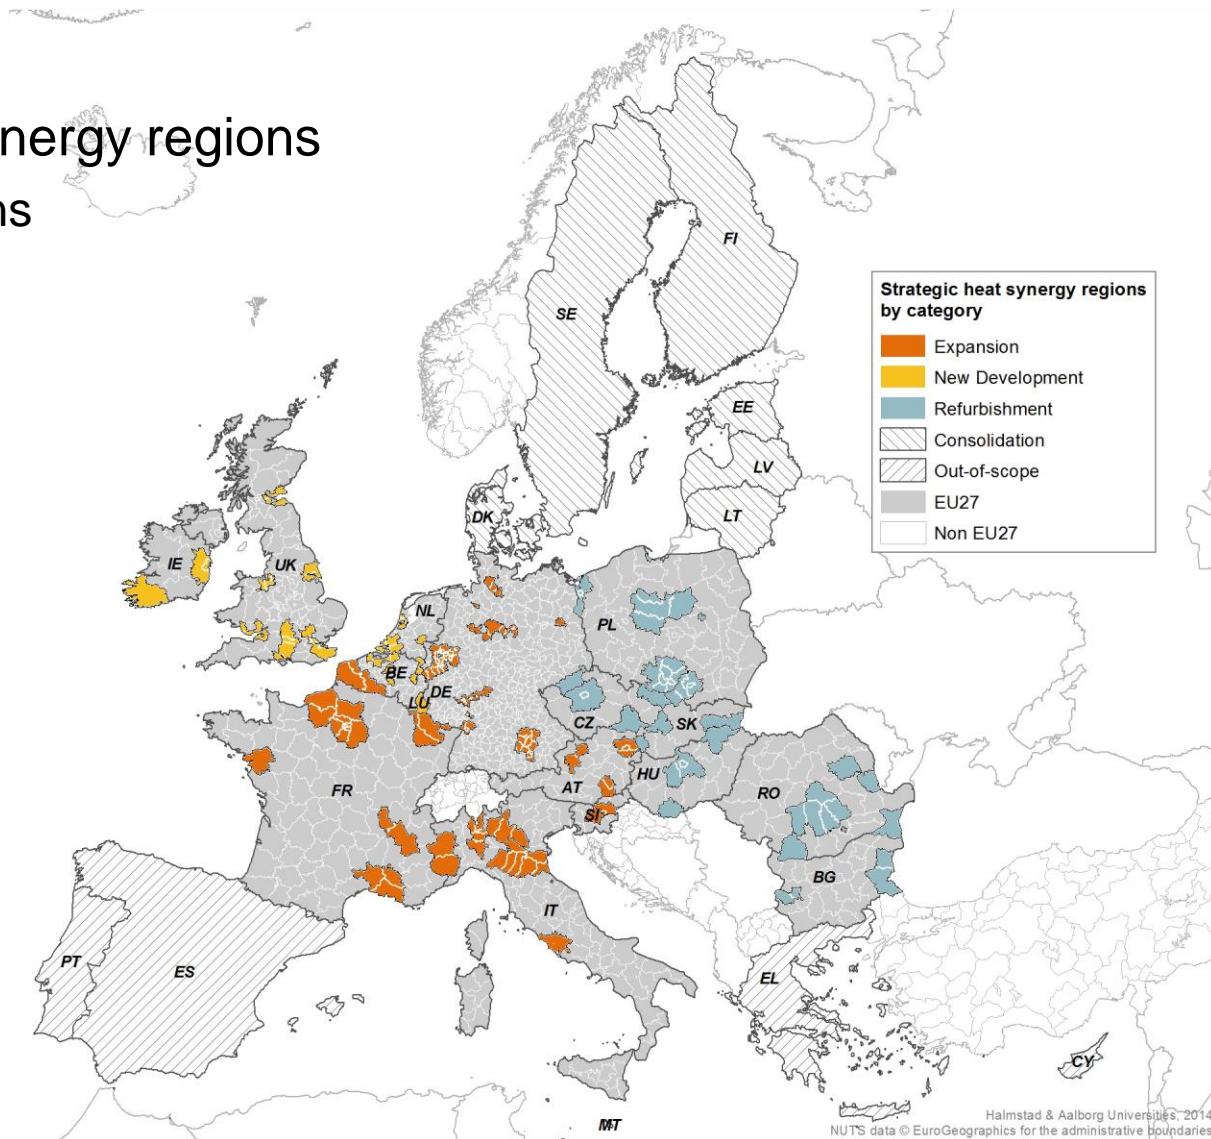 nergy regions
ns
Strategic heat synergy regions
by category
Expansion
New Development
Refurbishment
Consolidation
Out-of-scope
EU27
Non EU27
FI
SE
EE
LV
LT
DK
IE
UK
NL
PL
BE
DE
LU
CZ
SK
HU
AT
SI
RO
FR
BG
IT
PT
ES
EL
CY
MT
Halmstad & Aalborg Universities, 2014
NUTS data © EuroGeographics for the administrative boundaries